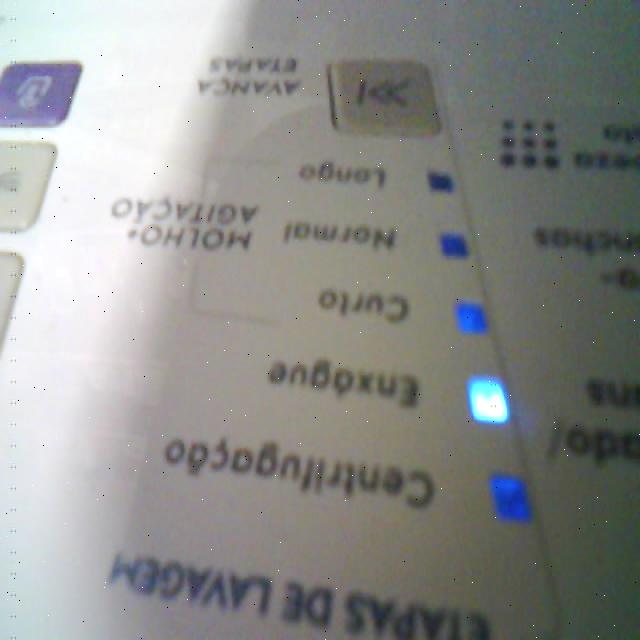 ETAPAS DE LAVAGEM
Centrifugação
Enxágue
Curto
Normal
Longo
MOLHO+
AGITAÇÃO
AVANÇA
ETAPAS